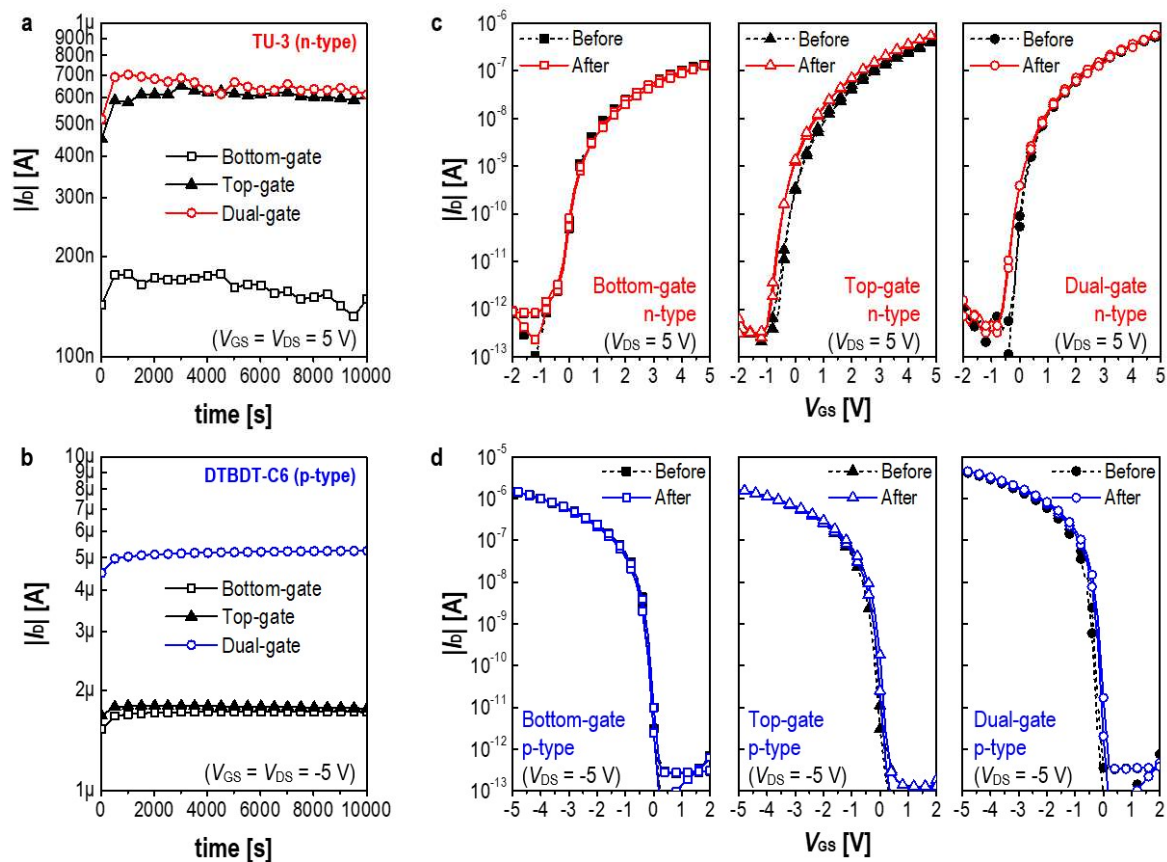 a
1µ
900n
800n
700n
600n
500n
400n
300n
200n
100n
|ID| [A]
TU-3 (n-type)
Bottom-gate
Top-gate
Dual-gate
(VGS = VDS = 5 V)
0 2000 4000 6000 8000 10000
time [s]
c
10-6
10-7
10-8
10-9
10-10
10-11
10-12
10-13
|ID| [A]
Before
After
Bottom-gate
n-type
(VDS = 5 V)
-2 -1 0 1 2 3 4 5
Before
After
Top-gate
n-type
(VDS = 5 V)
-2 -1 0 1 2 3 4 5
VGS [V]
Before
After
Dual-gate
n-type
(VDS = 5 V)
-2 -1 0 1 2 3 4 5
b
10µ
9µ
8µ
7µ
6µ
5µ
4µ
3µ
2µ
1µ
|ID| [A]
DTBDT-C6 (p-type)
Bottom-gate
Top-gate
Dual-gate
(VGS = VDS = -5 V)
0 2000 4000 6000 8000 10000
time [s]
d
10-5
10-6
10-7
10-8
10-9
10-10
10-11
10-12
10-13
|ID| [A]
Before
After
Bottom-gate
p-type
(VDS = -5 V)
-5 -4 -3 -2 -1 0 1 2
Before
After
Top-gate
p-type
(VDS = -5 V)
-5 -4 -3 -2 -1 0 1 2
VGS [V]
Before
After
Dual-gate
p-type
(VDS = -5 V)
-5 -4 -3 -2 -1 0 1 2